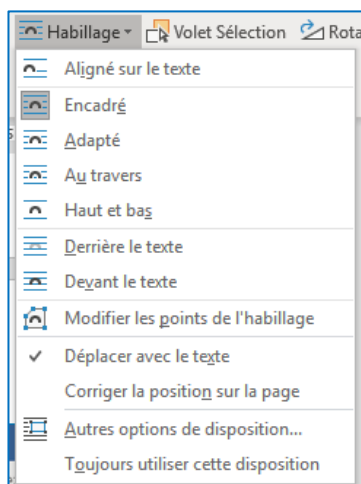 Habillage Volet Sélection Rota
Aligné sur le texte
Encadré
Adapté
Au travers
Haut et bas
Derrière le texte
Devant le texte
Modifier les points de l'habillage
Déplacer avec le texte
Corriger la position sur la page
Autres options de disposition...
Toujours utiliser cette disposition